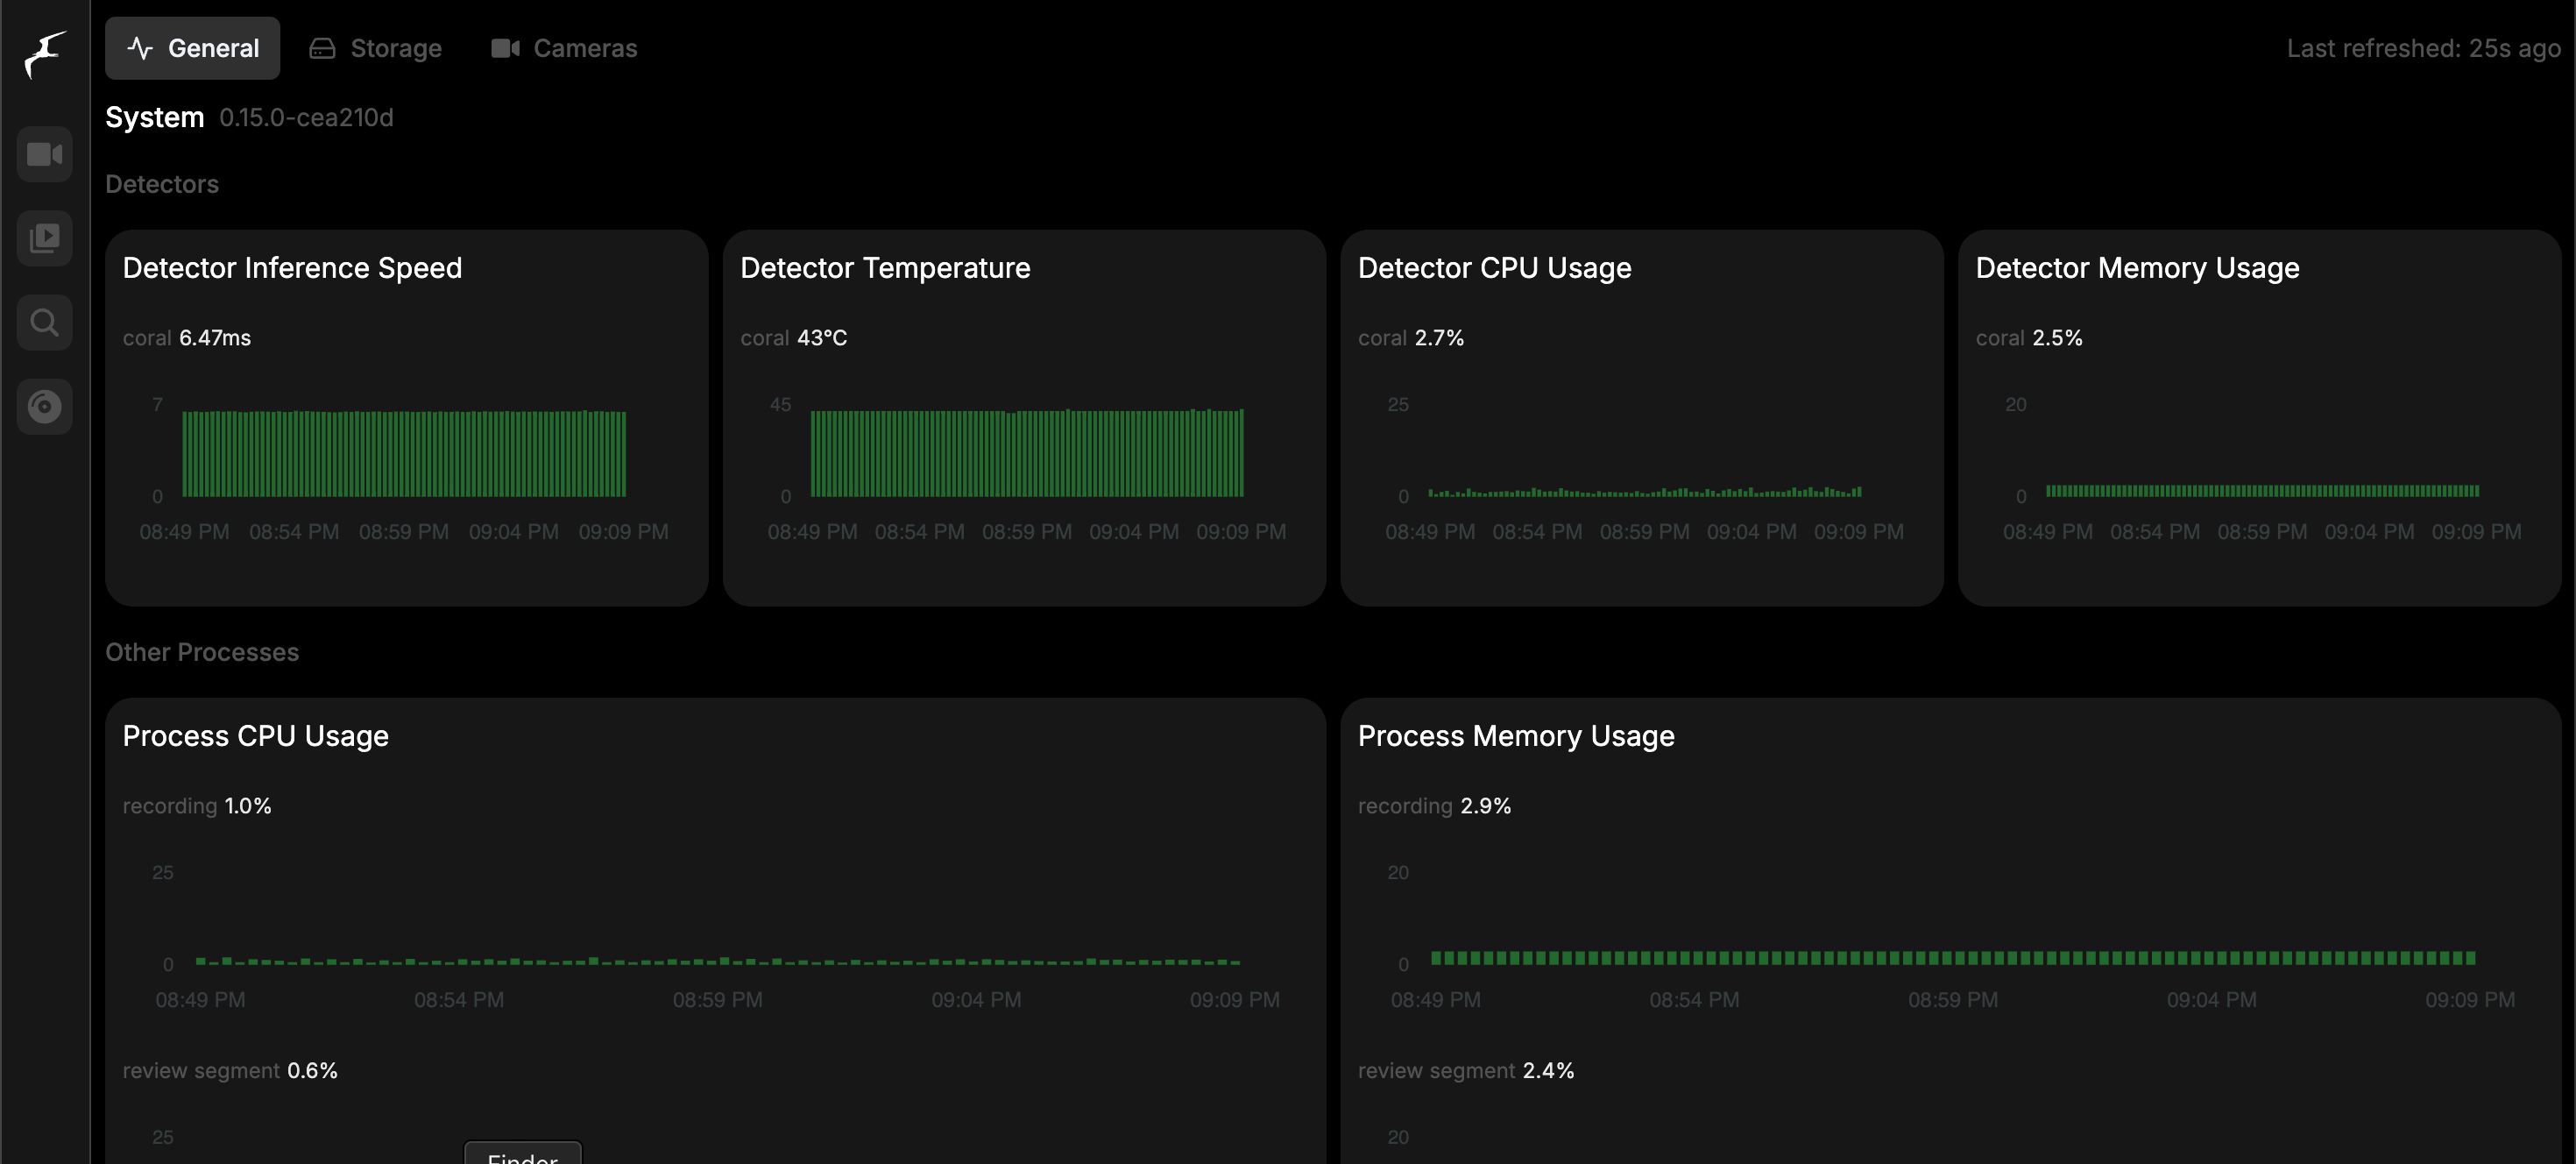 General Storage Cameras Last refreshed: 25s ago
System 0.15.0-cea210d
Detectors
Detector Inference Speed
coral 6.47ms
7
0
08:49 PM 08:54 PM 08:59 PM 09:04 PM 09:09 PM
Detector Temperature
coral 43°C
45
0
08:49 PM 08:54 PM 08:59 PM 09:04 PM 09:09 PM
Detector CPU Usage
coral 2.7%
25
0
08:49 PM 08:54 PM 08:59 PM 09:04 PM 09:09 PM
Detector Memory Usage
coral 2.5%
20
0
08:49 PM 08:54 PM 08:59 PM 09:04 PM 09:09 PM
Other Processes
Process CPU Usage
recording 1.0%
25
0
08:49 PM 08:54 PM 08:59 PM 09:04 PM 09:09 PM
review segment 0.6%
25
Process Memory Usage
recording 2.9%
20
0
08:49 PM 08:54 PM 08:59 PM 09:04 PM 09:09 PM
review segment 2.4%
20
Finder